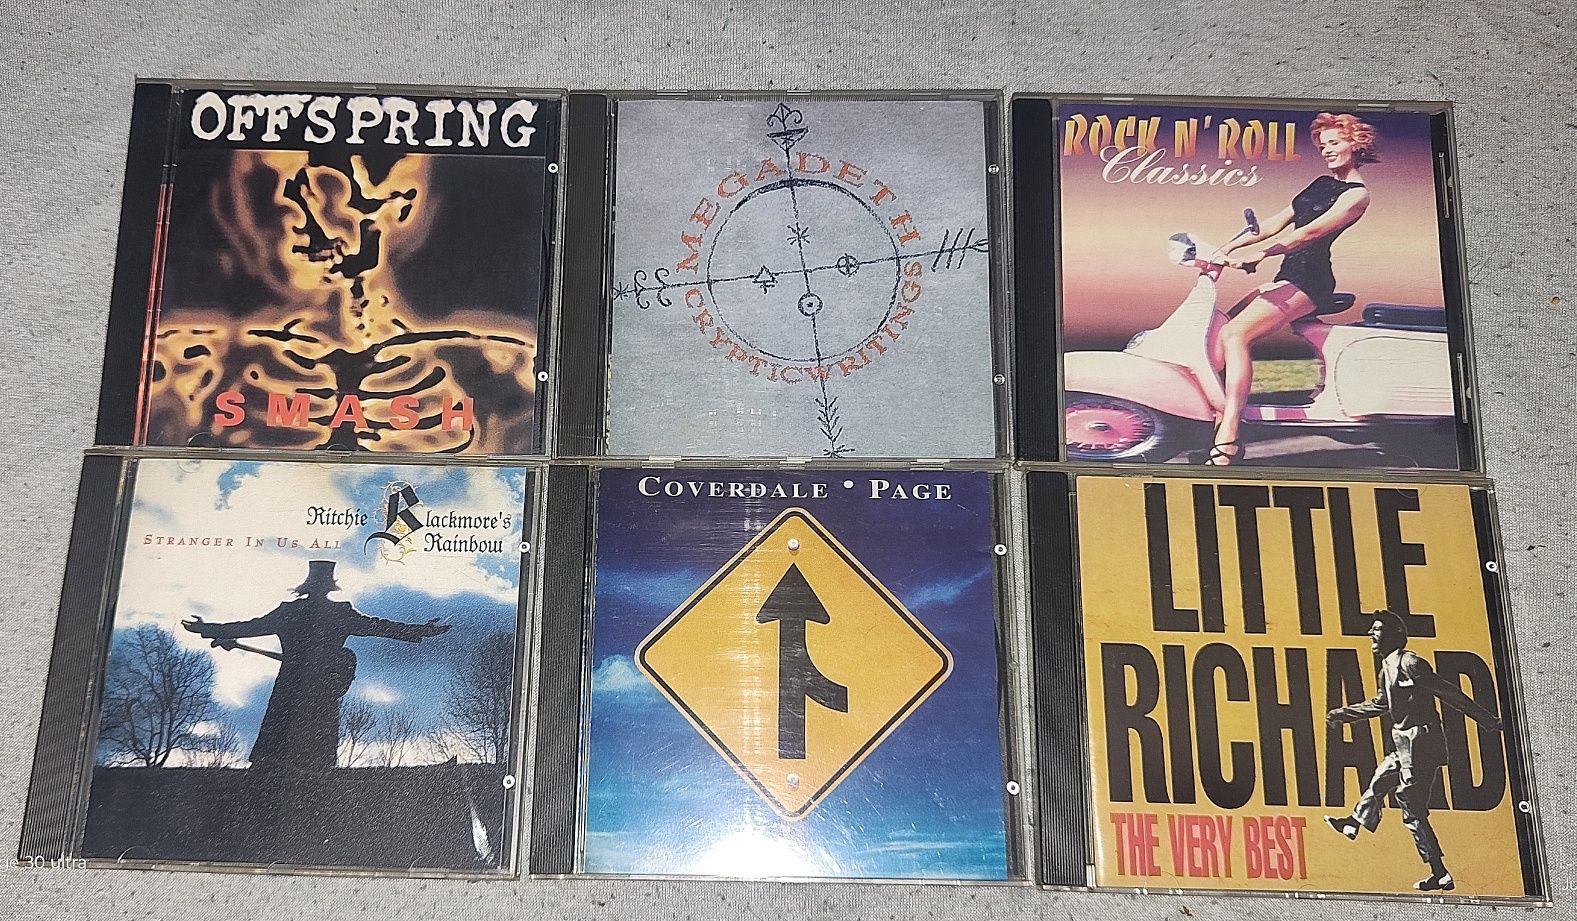 OFFSPRING
SMASH
MEGADETH
CRYPTIC WRITINGS
ROCK N' ROLL
Classics
Ritchie Blackmore's
Rainbow
STRANGER IN US ALL
COVERDALE • PAGE
LITTLE
RICHARD
THE VERY BEST
30 ultra